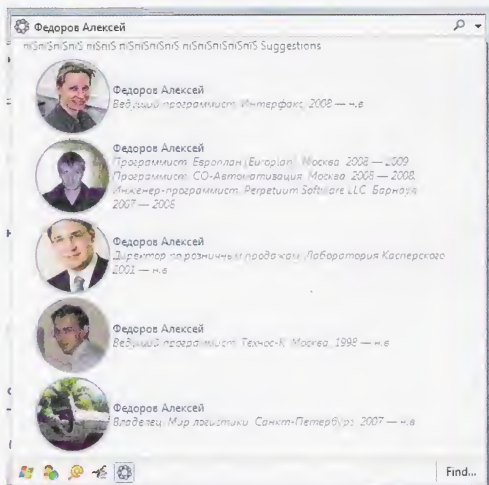 Федоров Алексей
Suggestions
Федоров Алексей
Ведущий программист, Интерфакс, 2008 — н.в
Федоров Алексей
Программист, Европлан (Europlan), Москва, 2008 — 2009
Программист, СО-Автоматизация, Москва, 2008 — 2008,
Инженер-программист, Perpetuum Software LLC, Барнаул,
2007 — 2008
Федоров Алексей
Директор по розничным продажам, Лаборатория Касперского
2001 — н.в
Федоров Алексей
Ведущий программист, Технос-К, Москва, 1998 — н.в
Федоров Алексей
Владелец, Мир логистики, Санкт-Петербург, 2007 — н.в
Find...